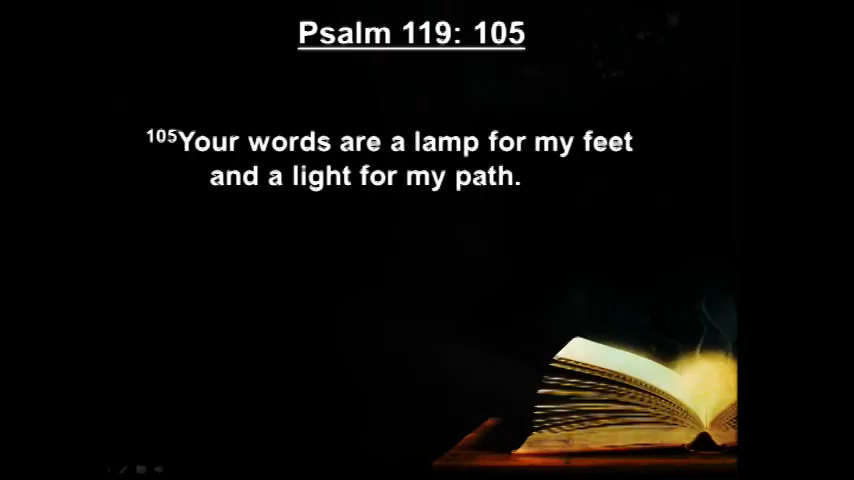 Psalm 119: 105
105Your words are a lamp for my feet
and a light for my path.